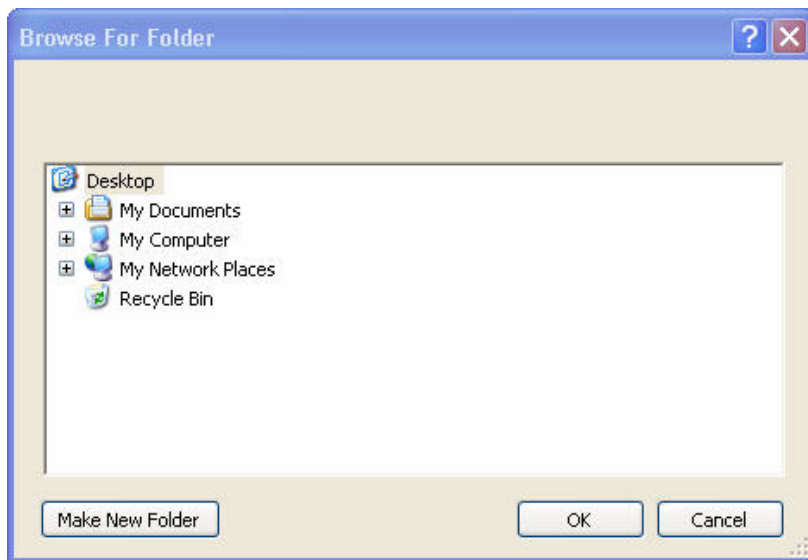 Browse For Folder
Desktop
My Documents
My Computer
My Network Places
Recycle Bin
Make New Folder
OK
Cancel